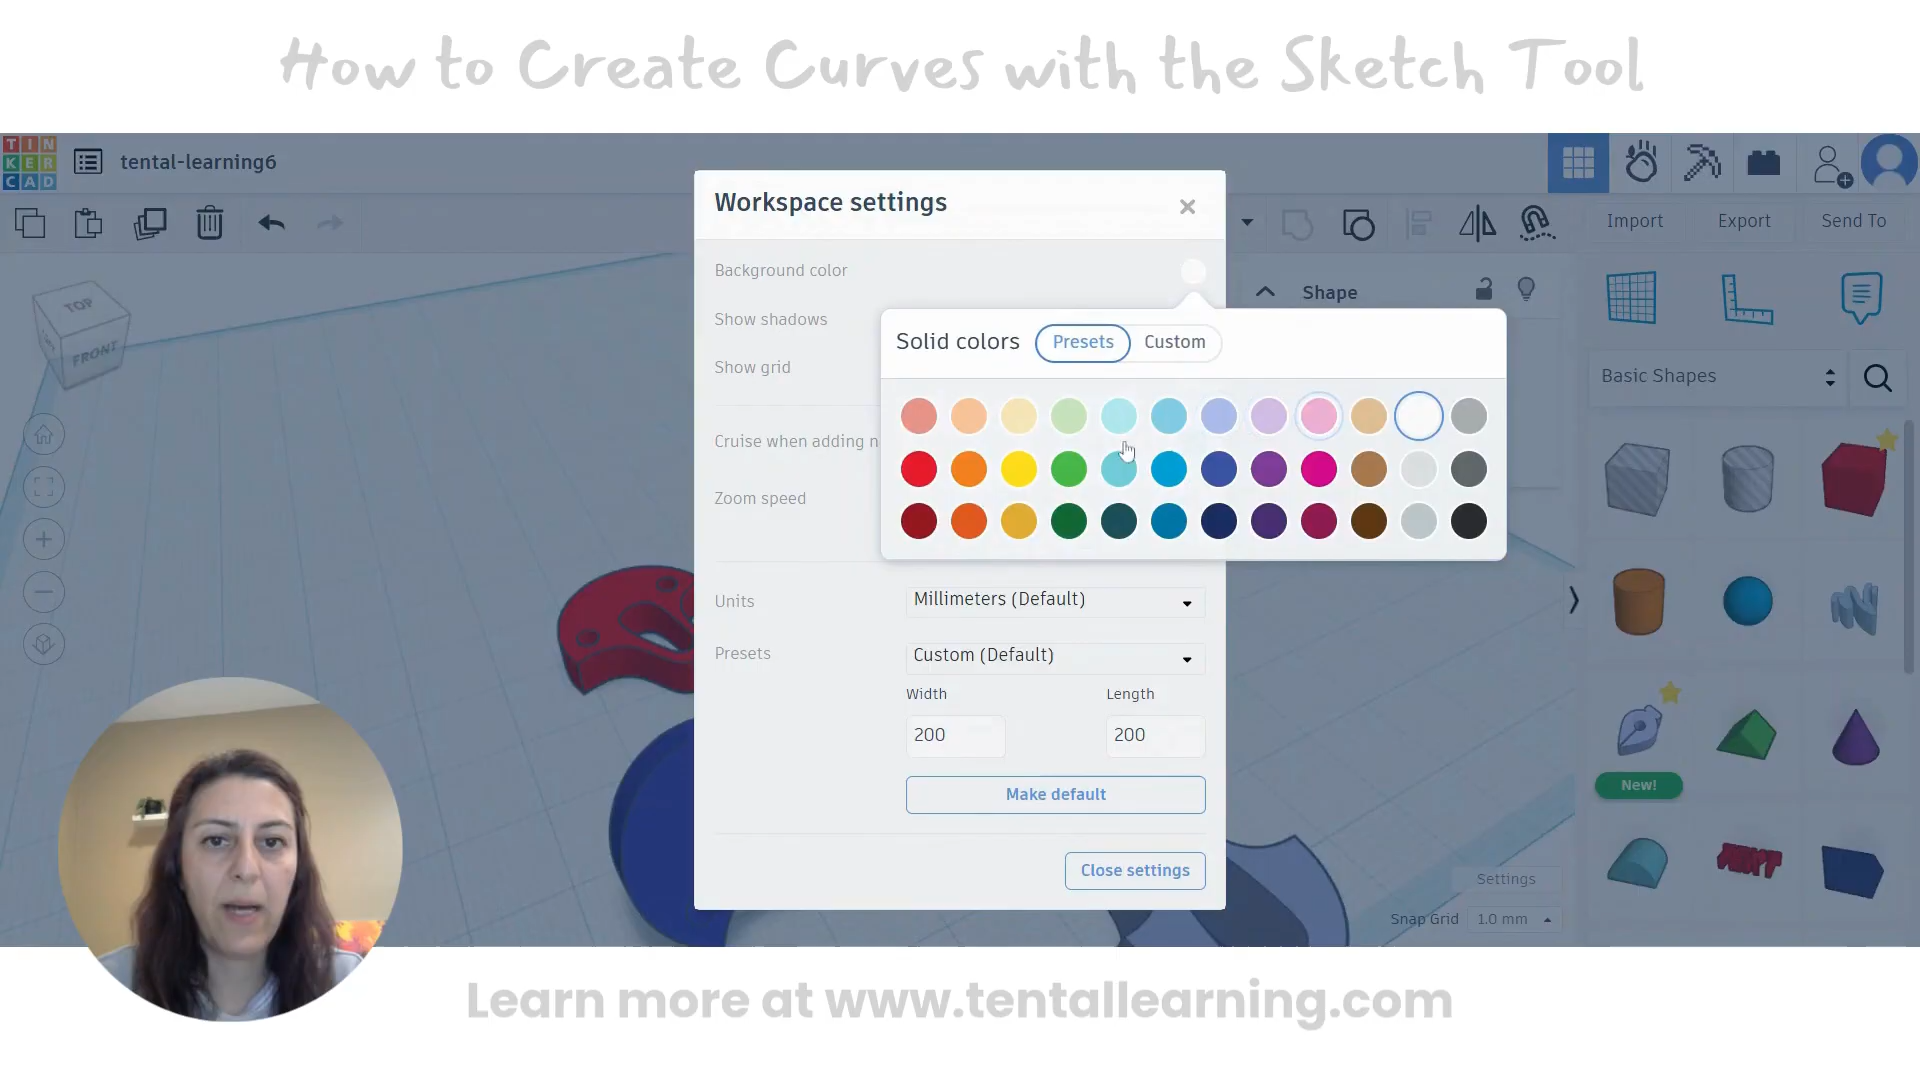 How to Create Curves with the Sketch Tool
TIN
KER
CAD
tental-learning6
Import
Export
Send To
Workspace settings
Background color
Show shadows
Show grid
Cruise when adding n
Zoom speed
Units
Millimeters (Default)
Presets
Custom (Default)
Width
Length
200
200
Make default
Close settings
Solid colors
Presets
Custom
Shape
TOP
FRONT
Basic Shapes
New!
Settings
Snap Grid
1.0 mm
Learn more at www.tentallearning.com